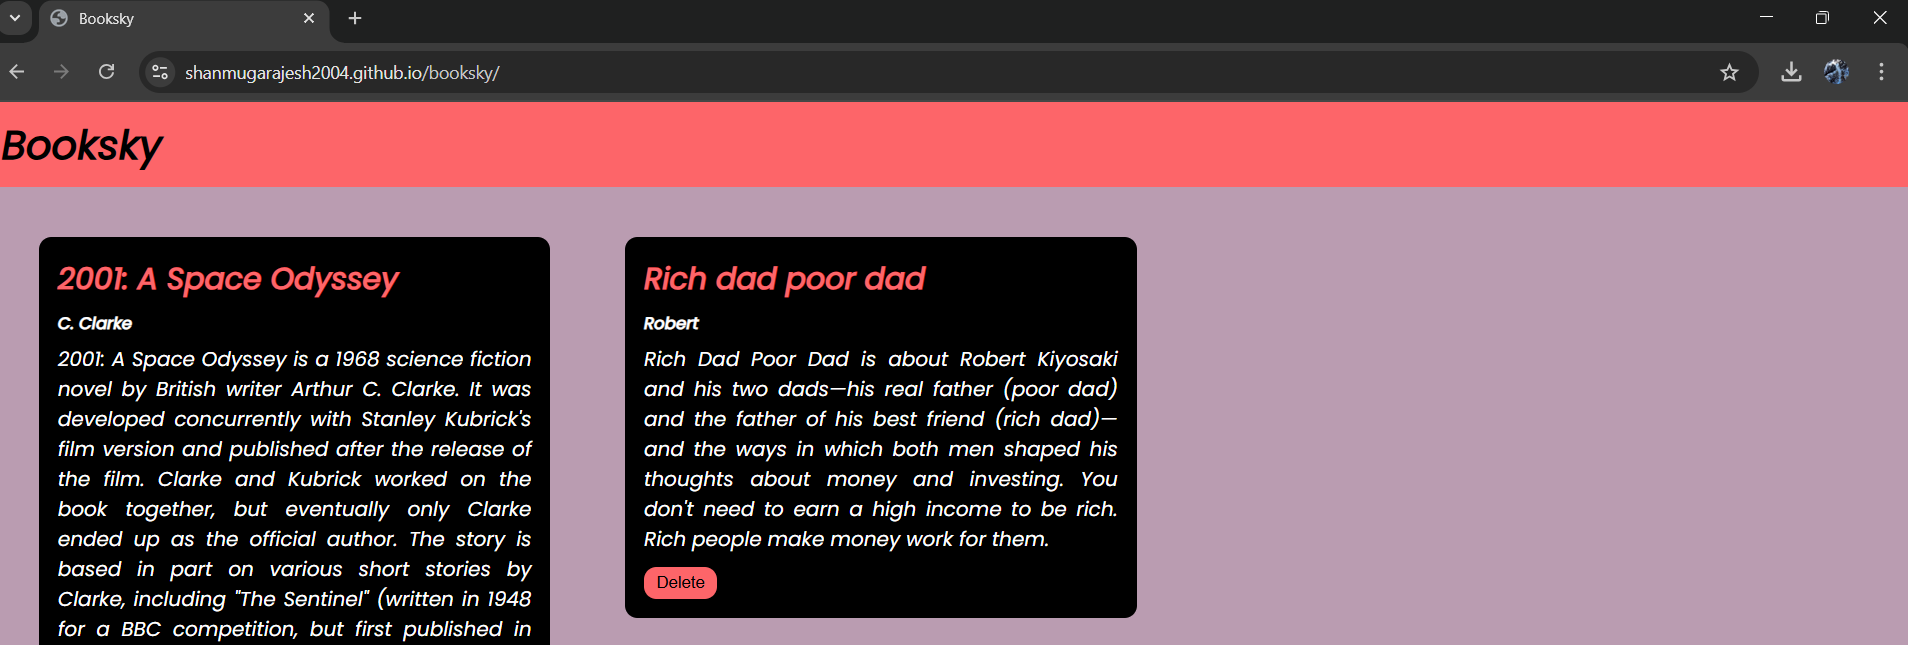 Booksky
shanmugarajesh2004.github.io/booksky/
Booksky
2001: A Space Odyssey
C. Clarke
2001: A Space Odyssey is a 1968 science fiction
novel by British writer Arthur C. Clarke. It was
developed concurrently with Stanley Kubrick's
film version and published after the release of
the film. Clarke and Kubrick worked on the
book together, but eventually only Clarke
ended up as the official author. The story is
based in part on various short stories by
Clarke, including "The Sentinel" (written in 1948
for a BBC competition, but first published in
Rich dad poor dad
Robert
Rich Dad Poor Dad is about Robert Kiyosaki
and his two dads—his real father (poor dad)
and the father of his best friend (rich dad)—
and the ways in which both men shaped his
thoughts about money and investing. You
don't need to earn a high income to be rich.
Rich people make money work for them.
Delete